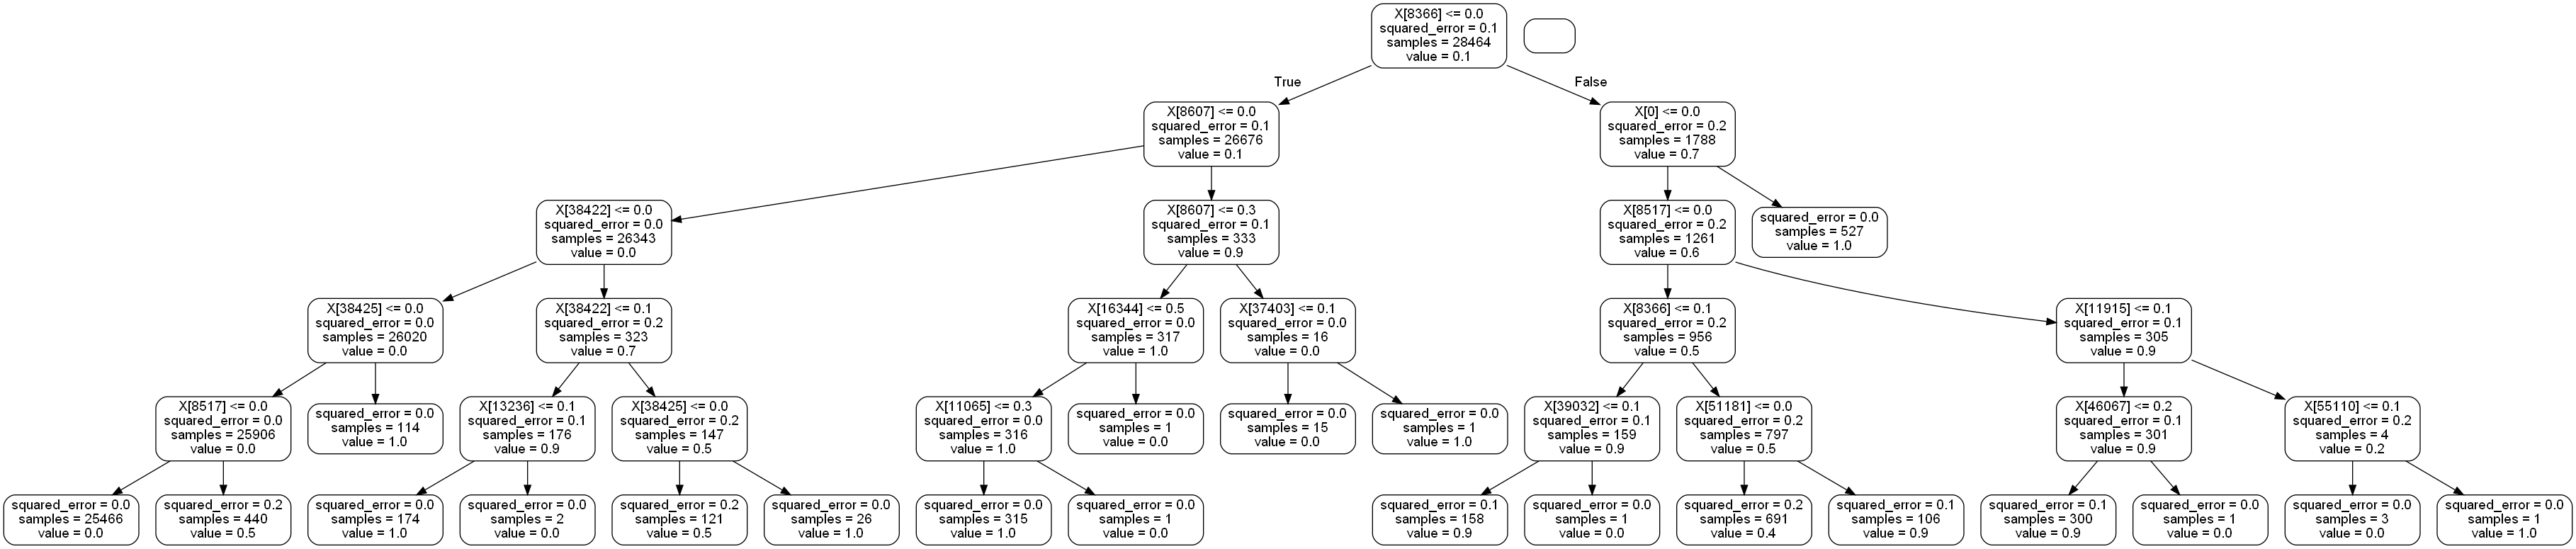 X[8366] <= 0.0
squared_error = 0.1
samples = 28464
value = 0.1
True
False
X[8607] <= 0.0
squared_error = 0.1
samples = 26676
value = 0.1
X[0] <= 0.0
squared_error = 0.2
samples = 1788
value = 0.7
X[38422] <= 0.0
squared_error = 0.0
samples = 26343
value = 0.0
X[8607] <= 0.3
squared_error = 0.1
samples = 333
value = 0.9
X[8517] <= 0.0
squared_error = 0.2
samples = 1261
value = 0.6
squared_error = 0.0
samples = 527
value = 1.0
X[38425] <= 0.0
squared_error = 0.0
samples = 26020
value = 0.0
X[38422] <= 0.1
squared_error = 0.2
samples = 323
value = 0.7
X[16344] <= 0.5
squared_error = 0.0
samples = 317
value = 1.0
X[37403] <= 0.1
squared_error = 0.0
samples = 16
value = 0.0
X[8366] <= 0.1
squared_error = 0.2
samples = 956
value = 0.5
X[11915] <= 0.1
squared_error = 0.1
samples = 305
value = 0.9
X[8517] <= 0.0
squared_error = 0.0
samples = 25906
value = 0.0
squared_error = 0.0
samples = 114
value = 1.0
X[13236] <= 0.1
squared_error = 0.1
samples = 176
value = 0.9
X[38425] <= 0.0
squared_error = 0.2
samples = 147
value = 0.5
X[11065] <= 0.3
squared_error = 0.0
samples = 316
value = 1.0
squared_error = 0.0
samples = 1
value = 0.0
squared_error = 0.0
samples = 15
value = 0.0
squared_error = 0.0
samples = 1
value = 1.0
X[39032] <= 0.1
squared_error = 0.1
samples = 159
value = 0.9
X[51181] <= 0.0
squared_error = 0.2
samples = 797
value = 0.5
X[46067] <= 0.2
squared_error = 0.1
samples = 301
value = 0.9
X[55110] <= 0.1
squared_error = 0.2
samples = 4
value = 0.2
squared_error = 0.0
samples = 25466
value = 0.0
squared_error = 0.2
samples = 440
value = 0.5
squared_error = 0.0
samples = 174
value = 1.0
squared_error = 0.0
samples = 2
value = 0.0
squared_error = 0.2
samples = 121
value = 0.5
squared_error = 0.0
samples = 26
value = 1.0
squared_error = 0.0
samples = 315
value = 1.0
squared_error = 0.0
samples = 1
value = 0.0
squared_error = 0.1
samples = 158
value = 0.9
squared_error = 0.0
samples = 1
value = 0.0
squared_error = 0.2
samples = 691
value = 0.4
squared_error = 0.1
samples = 106
value = 0.9
squared_error = 0.1
samples = 300
value = 0.9
squared_error = 0.0
samples = 1
value = 0.0
squared_error = 0.0
samples = 3
value = 0.0
squared_error = 0.0
samples = 1
value = 1.0